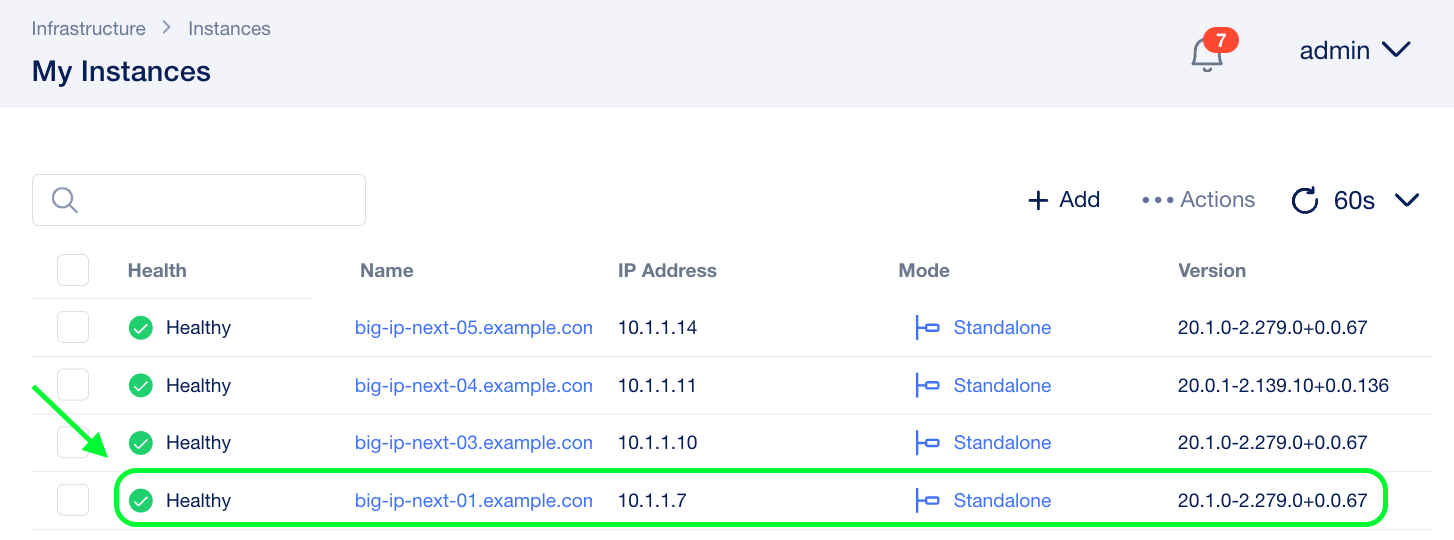 Infrastructure > Instances
My Instances
7
admin
+ Add
••• Actions
60s
Health Name IP Address Mode Version
Healthy big-ip-next-05.example.con 10.1.1.14 Standalone 20.1.0-2.279.0+0.0.67
Healthy big-ip-next-04.example.con 10.1.1.11 Standalone 20.0.1-2.139.10+0.0.136
Healthy big-ip-next-03.example.con 10.1.1.10 Standalone 20.1.0-2.279.0+0.0.67
Healthy big-ip-next-01.example.con 10.1.1.7 Standalone 20.1.0-2.279.0+0.0.67